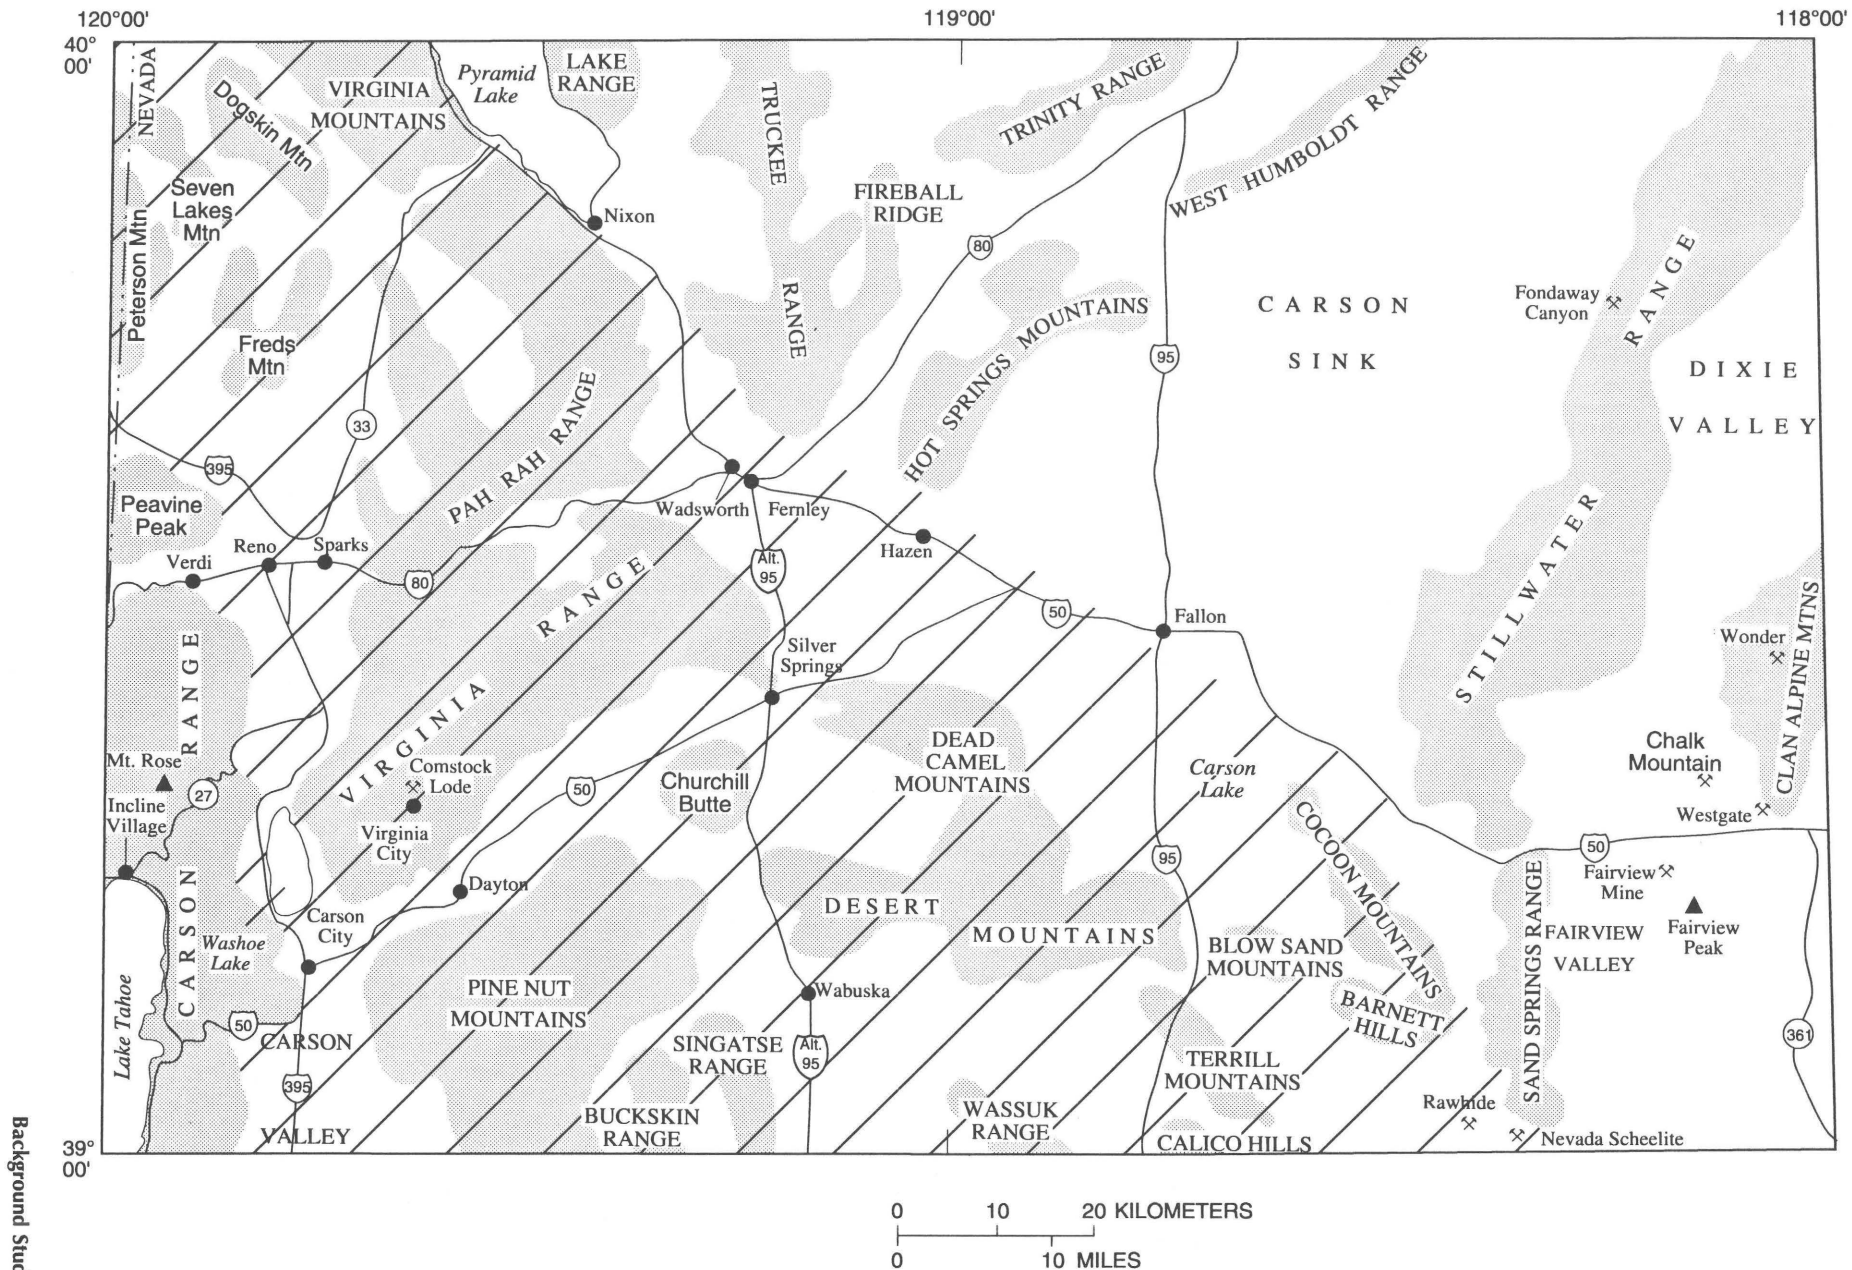 120°00'
119°00'
118°00'
40°
00'
NEVADA
VIRGINIA
MOUNTAINS
Pyramid
Lake
LAKE
RANGE
TRUCKEE
RANGE
TRINITY RANGE
WEST HUMBOLDT RANGE
Dogskin Mtn
Seven
Lakes
Mtn
Peterson Mtn
Nixon
FIREBALL
RIDGE
80
Freds
Mtn
HOT SPRINGS MOUNTAINS
95
CARSON
SINK
Fondaway
Canyon
STILLWATER RANGE
DIXIE
VALLEY
33
395
PAH RAH RANGE
Peavine
Peak
Wadsworth
Fernley
Hazen
Verdi
Reno
Sparks
80
Alt.
95
50
Fallon
VIRGINIA RANGE
Silver
Springs
Wonder
CLAN ALPINE MTNS
CARSON RANGE
Mt. Rose
27
Incline
Village
Comstock
Lode
Virginia
City
50
Churchill
Butte
DEAD
CAMEL
MOUNTAINS
Carson
Lake
Chalk
Mountain
Westgate
COCOON MOUNTAINS
95
50
Fairview
Mine
Fairview
Peak
Dayton
DESERT
MOUNTAINS
Carson
City
Washoe
Lake
BLOW SAND
MOUNTAINS
FAIRVIEW
VALLEY
SAND SPRINGS RANGE
Lake Tahoe
PINE NUT
MOUNTAINS
Wabuska
BARNETT
HILLS
50
CARSON
VALLEY
395
SINGATSE
RANGE
Alt.
95
TERRILL
MOUNTAINS
361
BUCKSKIN
RANGE
WASSUK
RANGE
CALICO HILLS
Rawhide
Nevada Scheelite
39°
00'
0 10 20 KILOMETERS
0 10 MILES
Background Stud